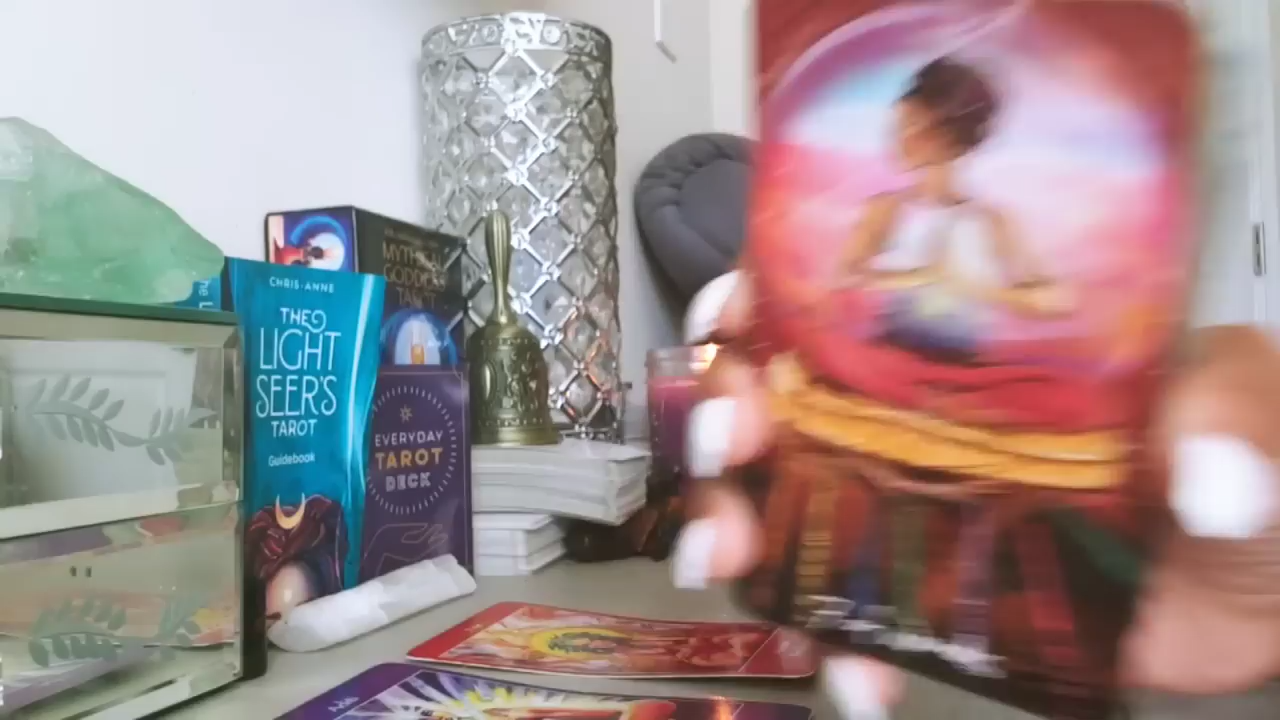 CHRIS-ANNE
THE
LIGHT
SEER'S
TAROT
Guidebook
MYTHICAL
GODDESS
TAROT
EVERYDAY
TAROT
DECK